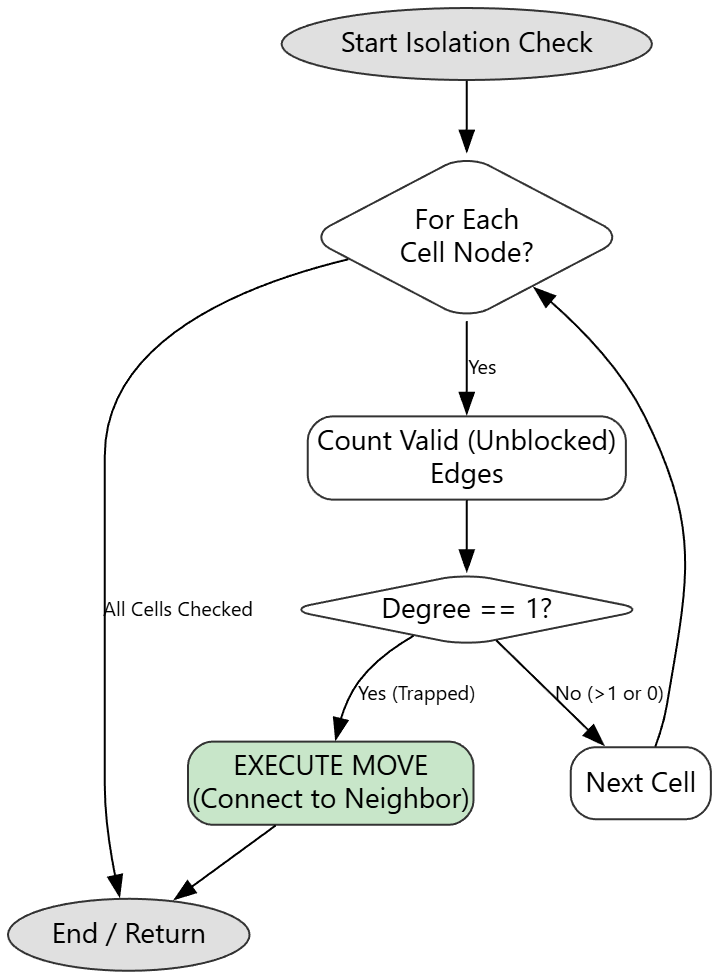 Start Isolation Check
For Each
Cell Node?
Yes
Count Valid (Unblocked)
Edges
Degree == 1?
All Cells Checked
Yes (Trapped)
No (>1 or 0)
EXECUTE MOVE
(Connect to Neighbor)
Next Cell
End / Return